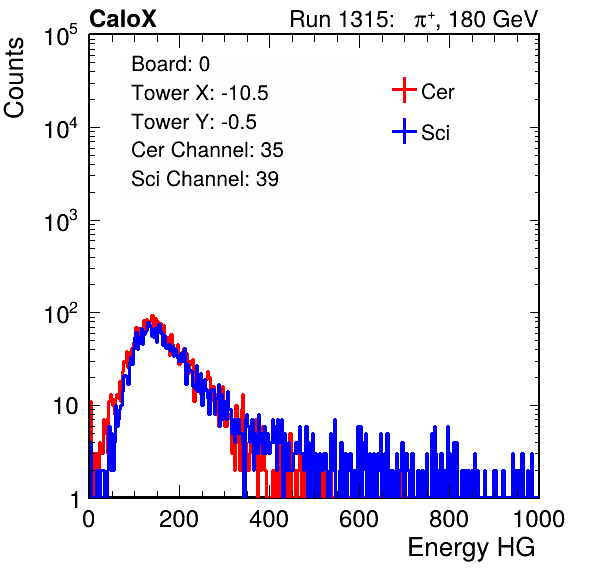 CaloX
Run 1315: π⁺, 180 GeV
Counts
10⁵
10⁴
10³
10²
10
1
Board: 0
Tower X: -10.5
Tower Y: -0.5
Cer Channel: 35
Sci Channel: 39
Cer
Sci
0 200 400 600 800 1000
Energy HG